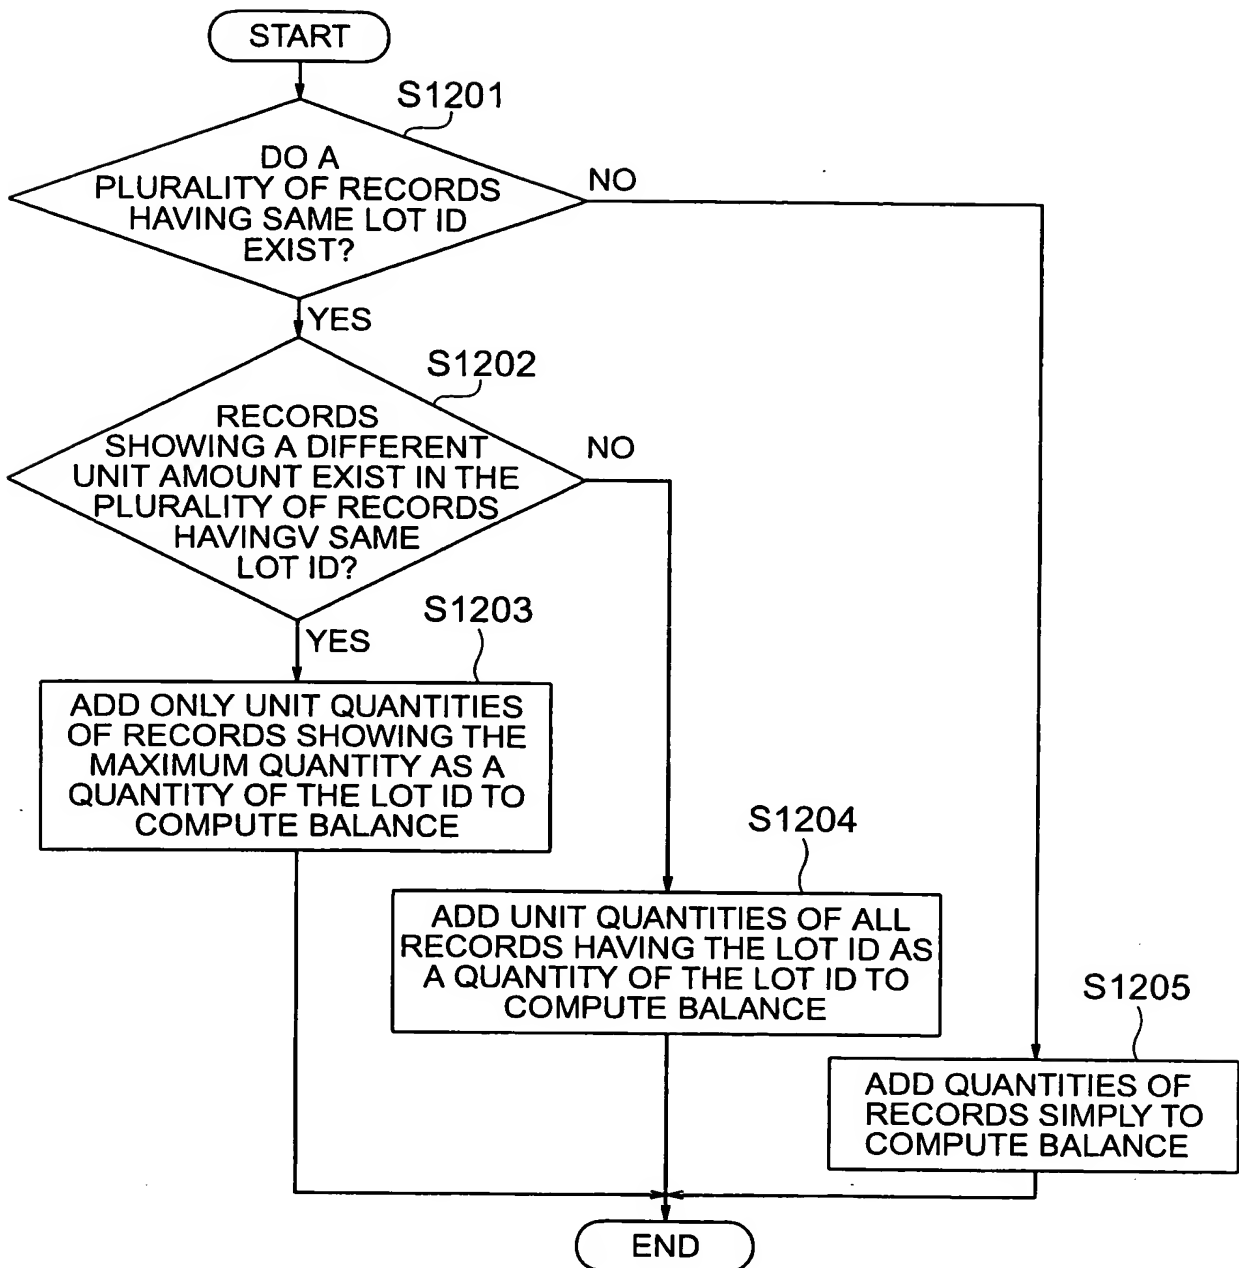 START
S1201
DO A
PLURALITY OF RECORDS
HAVING SAME LOT ID
EXIST?
NO
YES
S1202
RECORDS
SHOWING A DIFFERENT
UNIT AMOUNT EXIST IN THE
PLURALITY OF RECORDS
HAVINGV SAME
LOT ID?
NO
YES
S1203
ADD ONLY UNIT QUANTITIES
OF RECORDS SHOWING THE
MAXIMUM QUANTITY AS A
QUANTITY OF THE LOT ID TO
COMPUTE BALANCE
S1204
ADD UNIT QUANTITIES OF ALL
RECORDS HAVING THE LOT ID AS
A QUANTITY OF THE LOT ID TO
COMPUTE BALANCE
S1205
ADD QUANTITIES OF
RECORDS SIMPLY TO
COMPUTE BALANCE
END